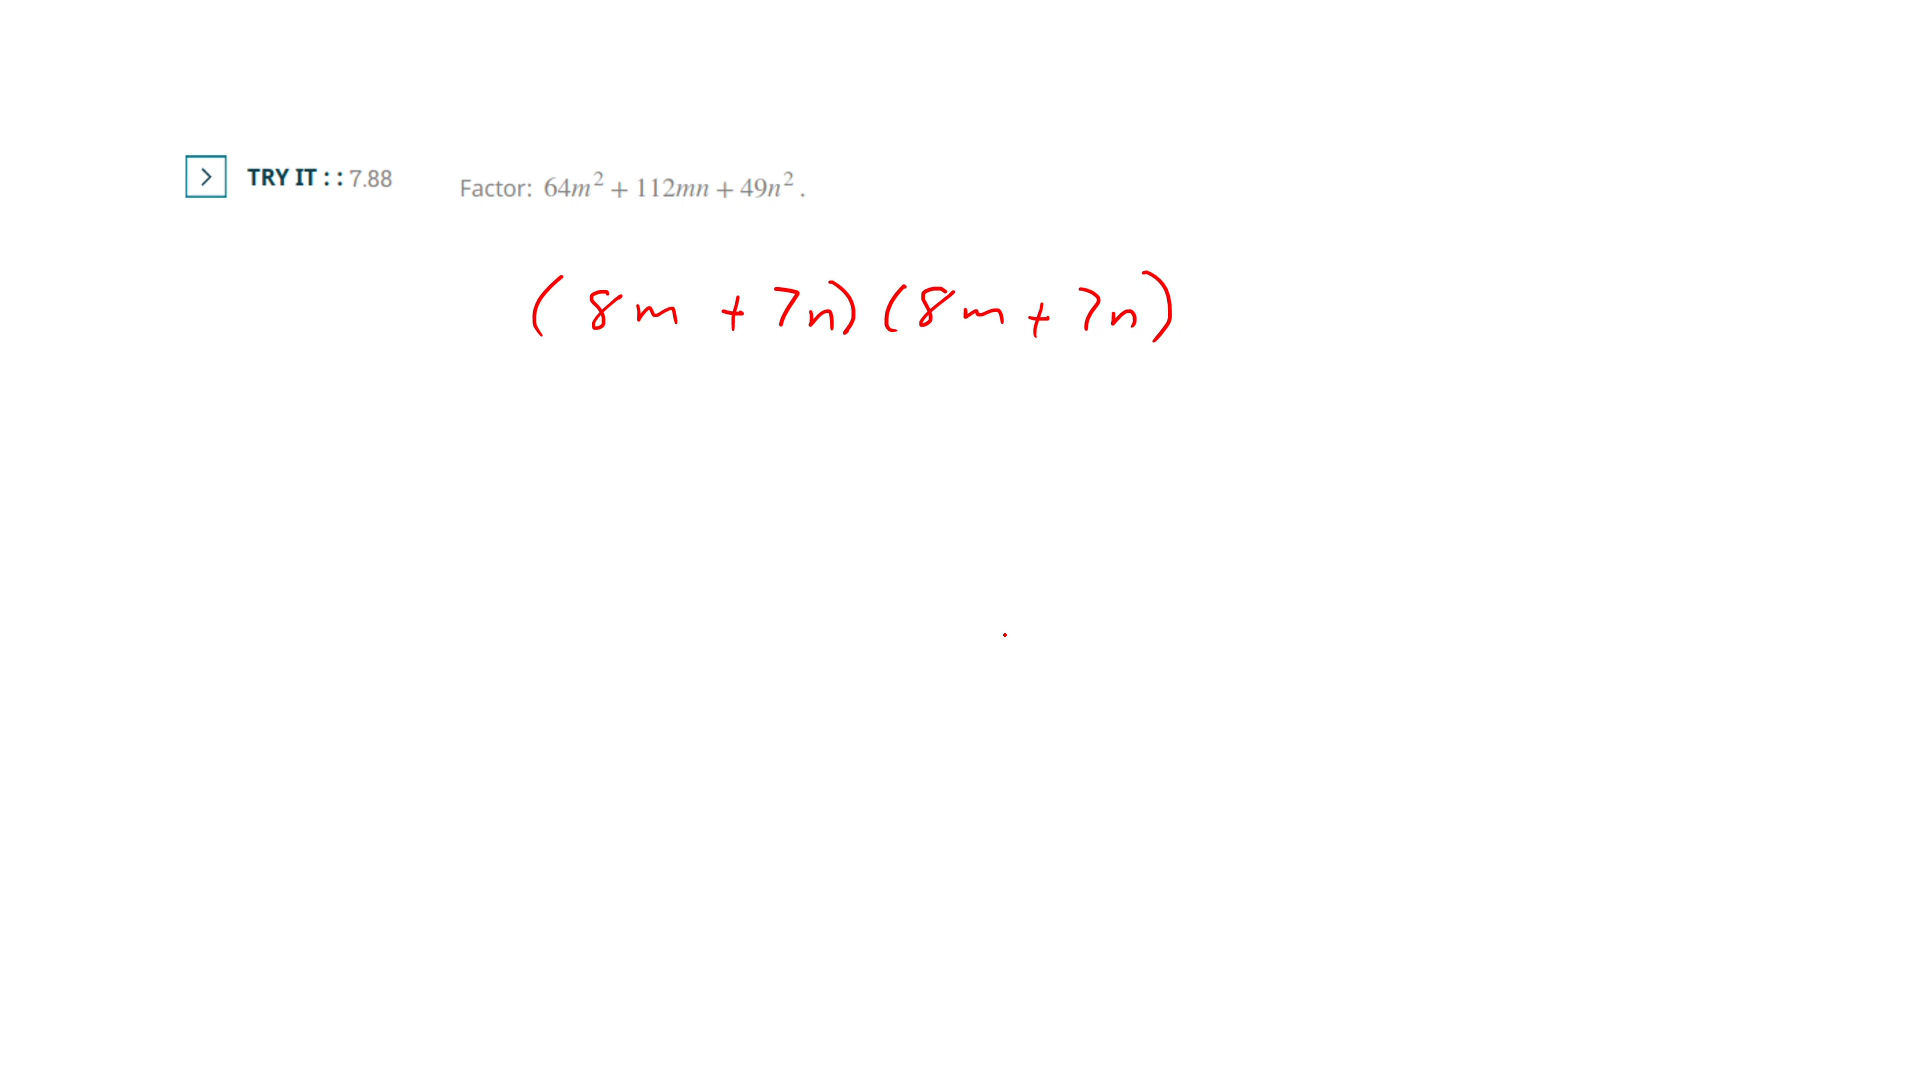 TRY IT : : 7.88 Factor: 64m² + 112mn + 49n² .
(8m + 7n)(8m + 7n)